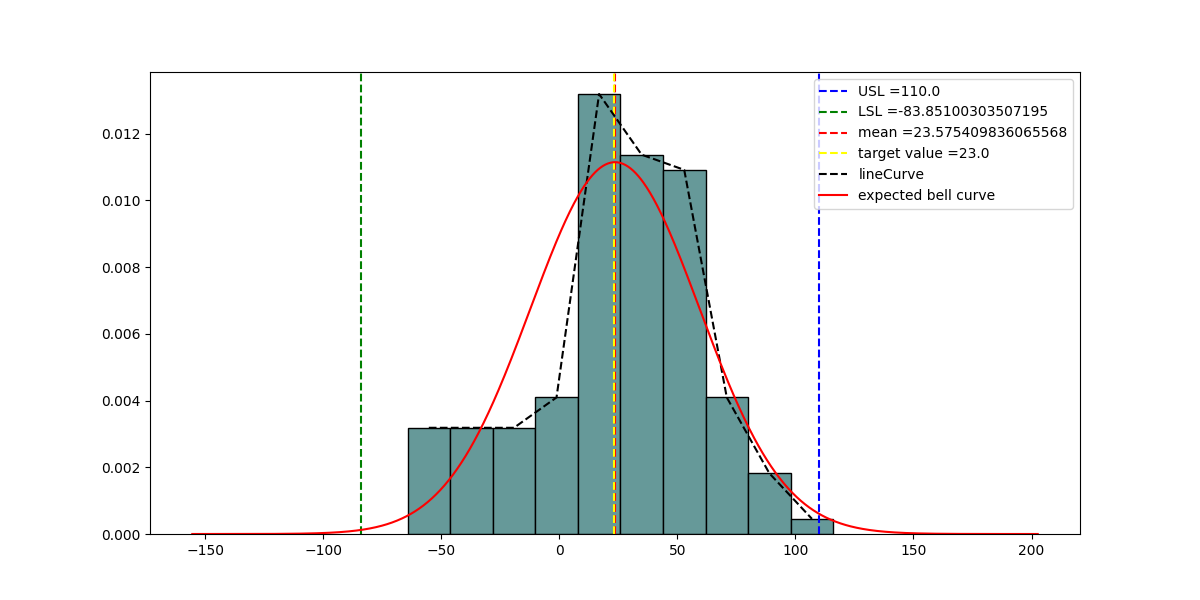 USL =110.0
LSL =-83.85100303507195
mean =23.575409836065568
target value =23.0
lineCurve
expected bell curve
0.012
0.010
0.008
0.006
0.004
0.002
0.000
−150
−100
−50
0
50
100
150
200